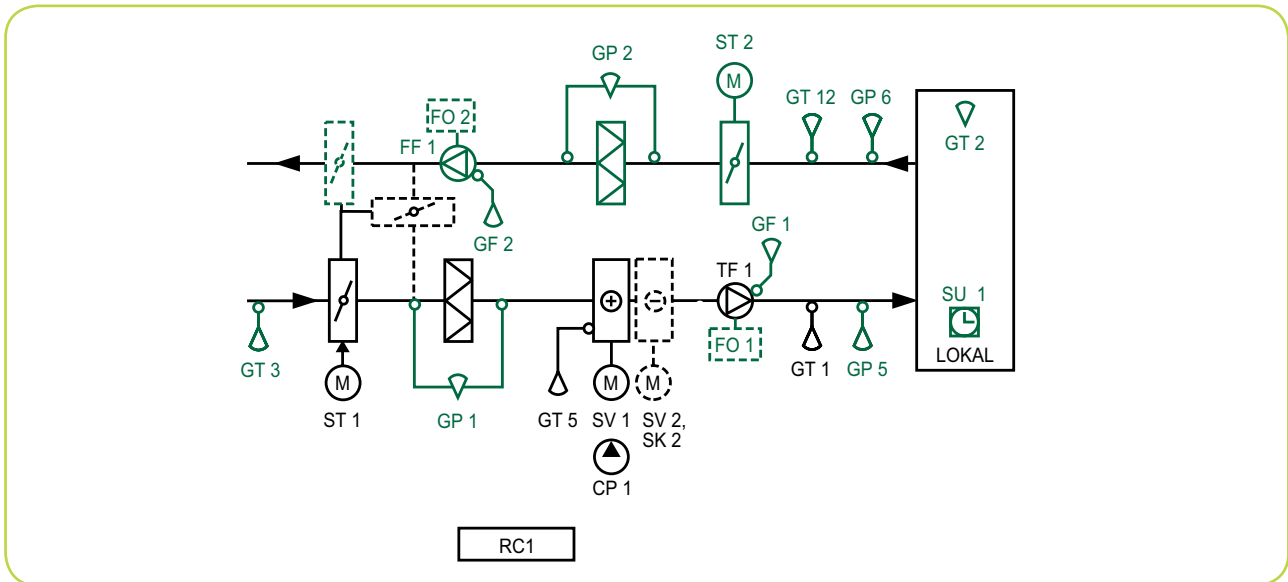 ST 2
GP 2
M
GT 12
GP 6
FO 2
FF 1
GT 2
GF 2
GF 1
TF 1
SU 1
LOKAL
FO 1
GT 3
M
ST 1
GP 1
GT 5
M
SV 1
M
SV 2,
SK 2
GT 1
GP 5
CP 1
RC1